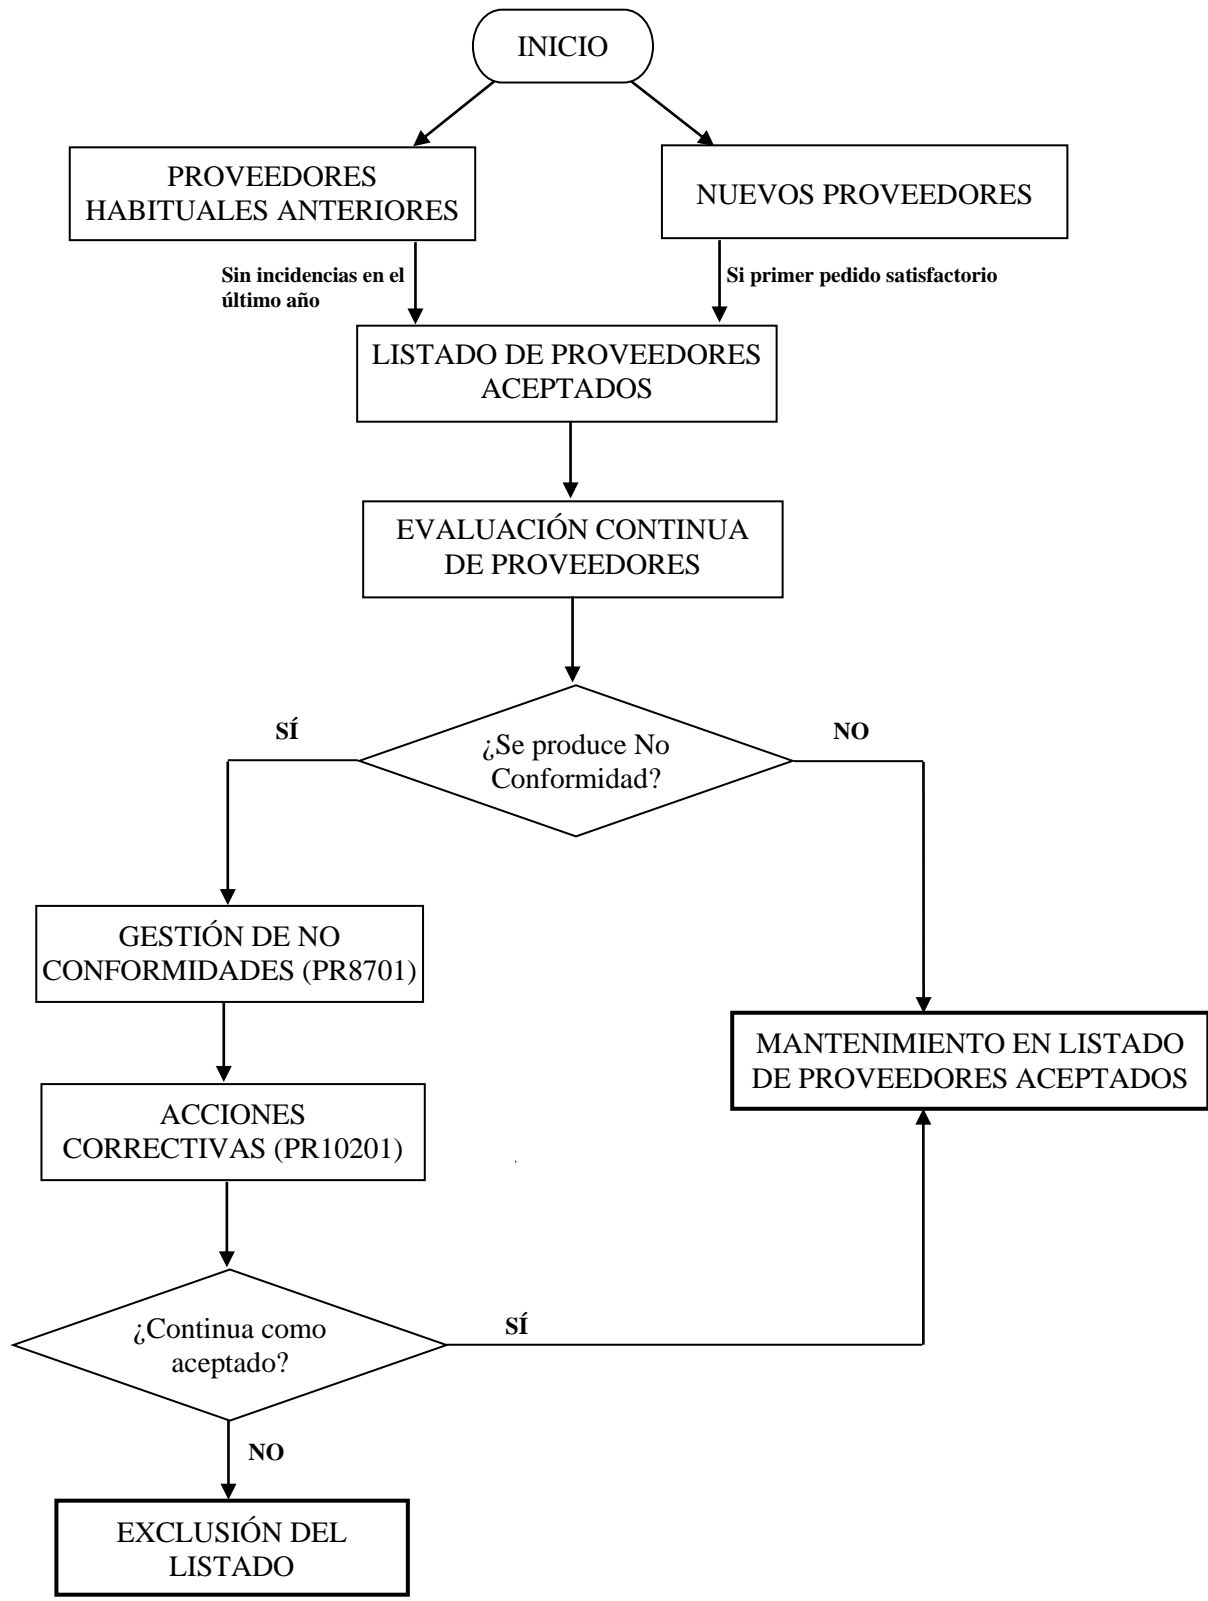 INICIO
PROVEEDORES
HABITUALES ANTERIORES
NUEVOS PROVEEDORES
Sin incidencias en el
último año
Si primer pedido satisfactorio
LISTADO DE PROVEEDORES
ACEPTADOS
EVALUACIÓN CONTINUA
DE PROVEEDORES
SÍ
¿Se produce No
Conformidad?
NO
GESTIÓN DE NO
CONFORMIDADES (PR8701)
MANTENIMIENTO EN LISTADO
DE PROVEEDORES ACEPTADOS
ACCIONES
CORRECTIVAS (PR10201)
¿Continua como
aceptado?
SÍ
NO
EXCLUSIÓN DEL
LISTADO